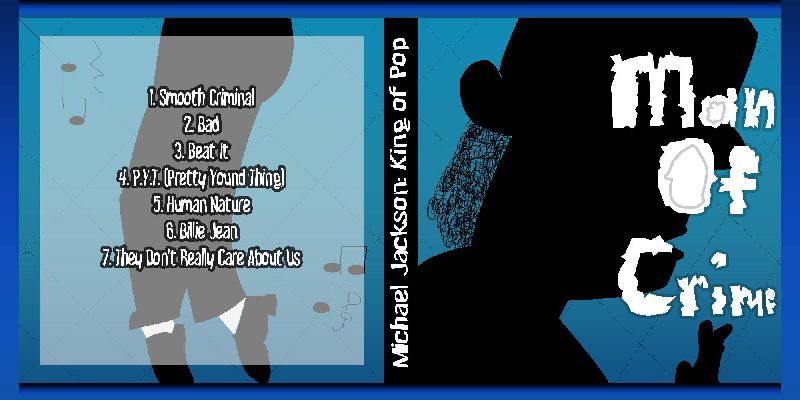 1. Smooth Criminal
2. Bad
3. Beat it
4. P.Y.T. (Pretty Yound Thing)
5. Human Nature
6. Billie Jean
7. They Don't Really Care About Us
Michael Jackson: King of Pop
Man
Of
Crime